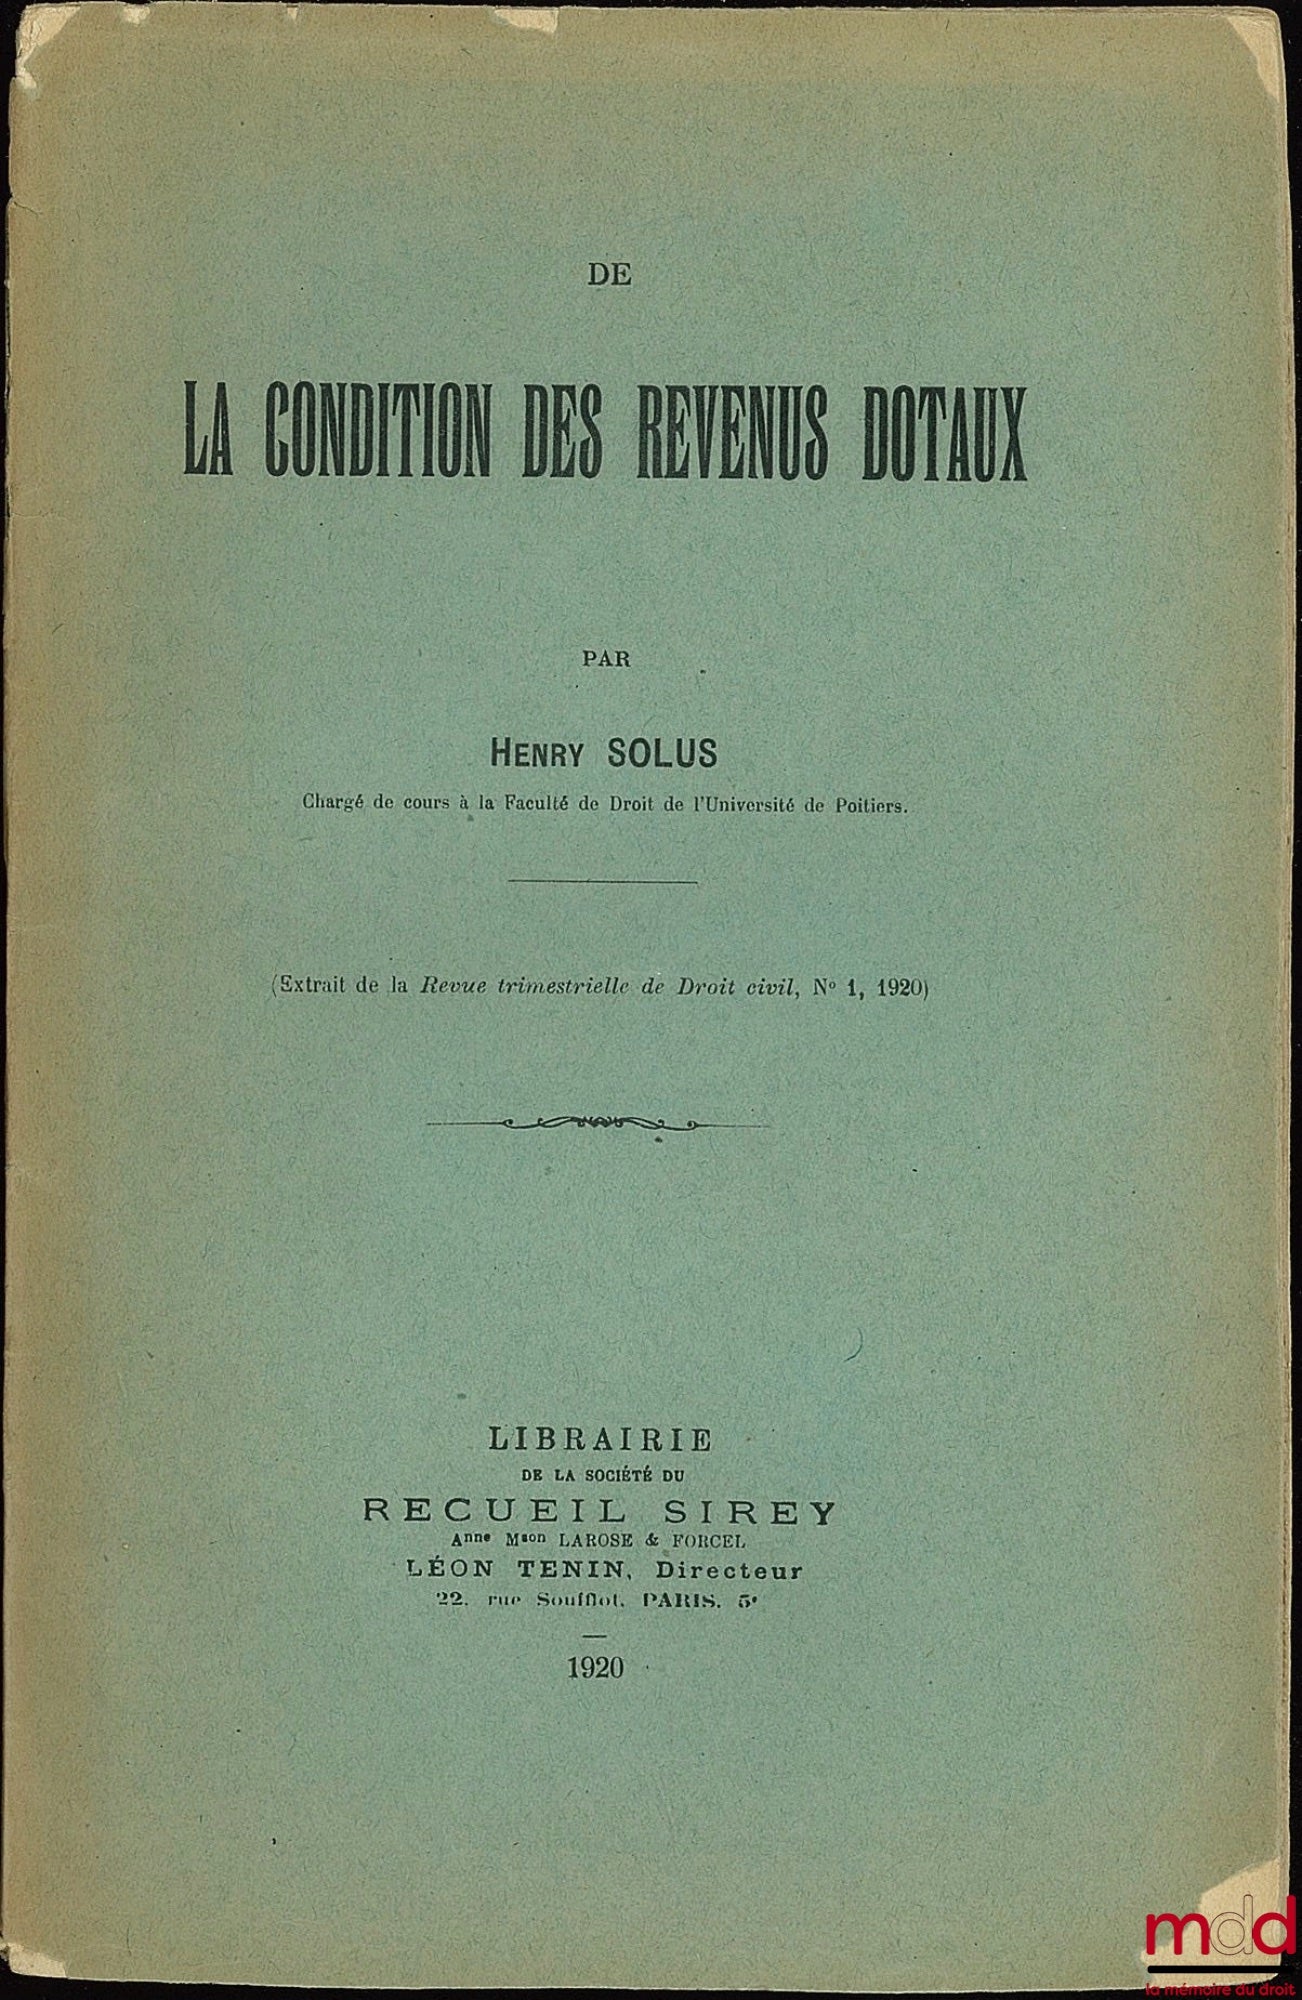 DE
LA CONDITION DES REVENUS DOTAUX
PAR
HENRY SOLUS
Chargé de cours à la Faculté de Droit de l'Université de Poitiers.
(Extrait de la Revue trimestrielle de Droit civil, Nº 1, 1920)
LIBRAIRIE
DE LA SOCIÉTÉ DU
RECUEIL SIREY
Anne Mson LAROSE & FORCEL
LÉON TENIN, Directeur
22, rue Soufflot, PARIS, 5e
1920
mdd
la mémoire du droit